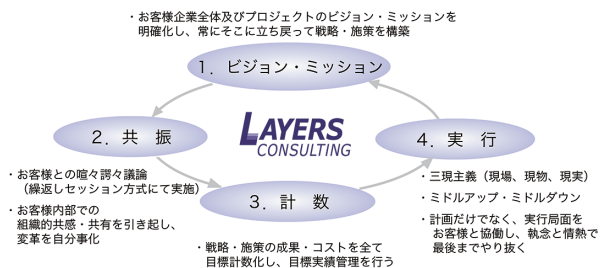 ・お客様企業全体及びプロジェクトのビジョン・ミッションを
明確化し、常にそこに立ち戻って戦略・施策を構築
1．ビジョン・ミッション
2．共　振
LAYERS
CONSULTING
4．実　行
・お客様との喧々諤々議論
（繰返しセッション方式にて実施）
・お客様内部での
組織的共感・共有を引き起し、
変革を自分事化
3．計　数
・戦略・施策の成果・コストを全て
目標計数化し、目標実績管理を行う
・三現主義（現場、現物、現実）
・ミドルアップ・ミドルダウン
・計画だけでなく、実行局面を
お客様と協働し、執念と情熱で
最後までやり抜く